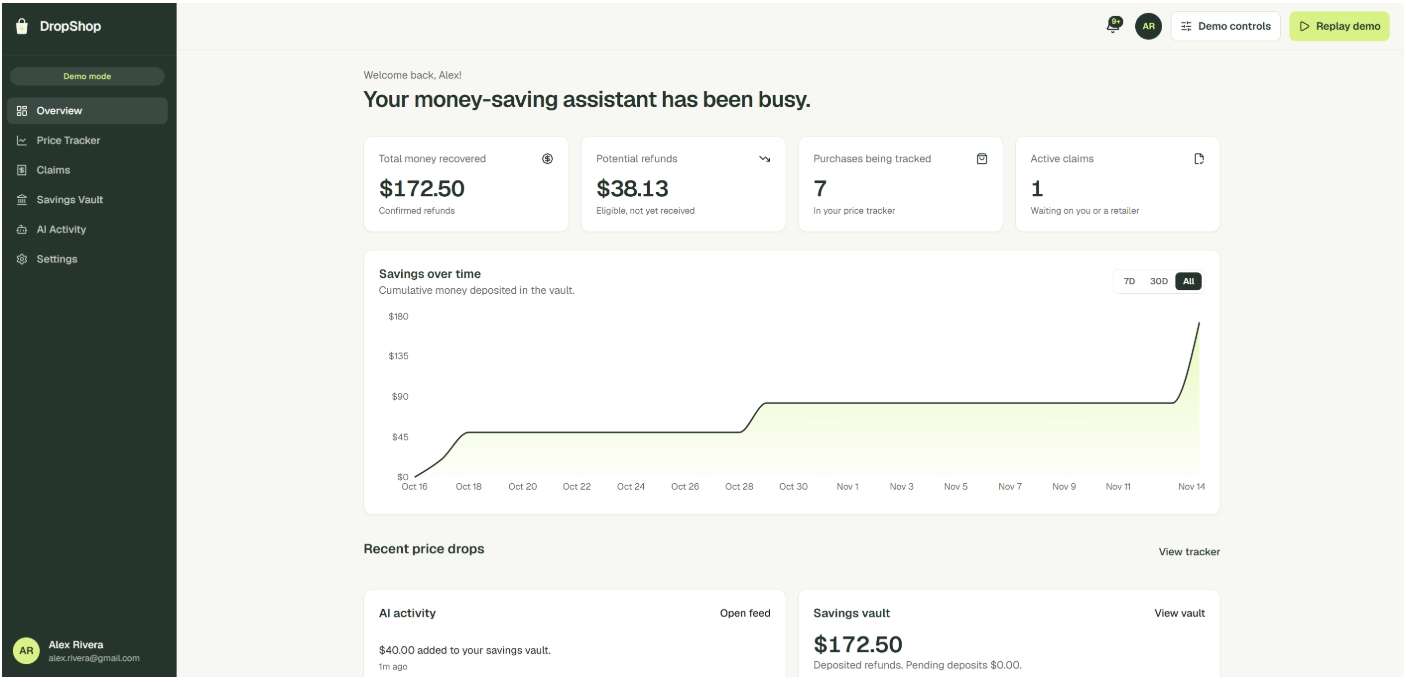 DropShop
9+
AR
Demo controls
Replay demo
Demo mode
Overview
Price Tracker
Claims
Savings Vault
AI Activity
Settings
AR
Alex Rivera
alex.rivera@gmail.com
Welcome back, Alex!
Your money-saving assistant has been busy.
Total money recovered
$172.50
Confirmed refunds
Potential refunds
$38.13
Eligible, not yet received
Purchases being tracked
7
In your price tracker
Active claims
1
Waiting on you or a retailer
Savings over time
Cumulative money deposited in the vault.
7D 30D All
$180
$135
$90
$45
$0
Oct 16 Oct 18 Oct 20 Oct 22 Oct 24 Oct 26 Oct 28 Oct 30 Nov 1 Nov 3 Nov 5 Nov 7 Nov 9 Nov 11 Nov 14
Recent price drops
View tracker
AI activity
Open feed
$40.00 added to your savings vault.
1m ago
Savings vault
View vault
$172.50
Deposited refunds. Pending deposits $0.00.